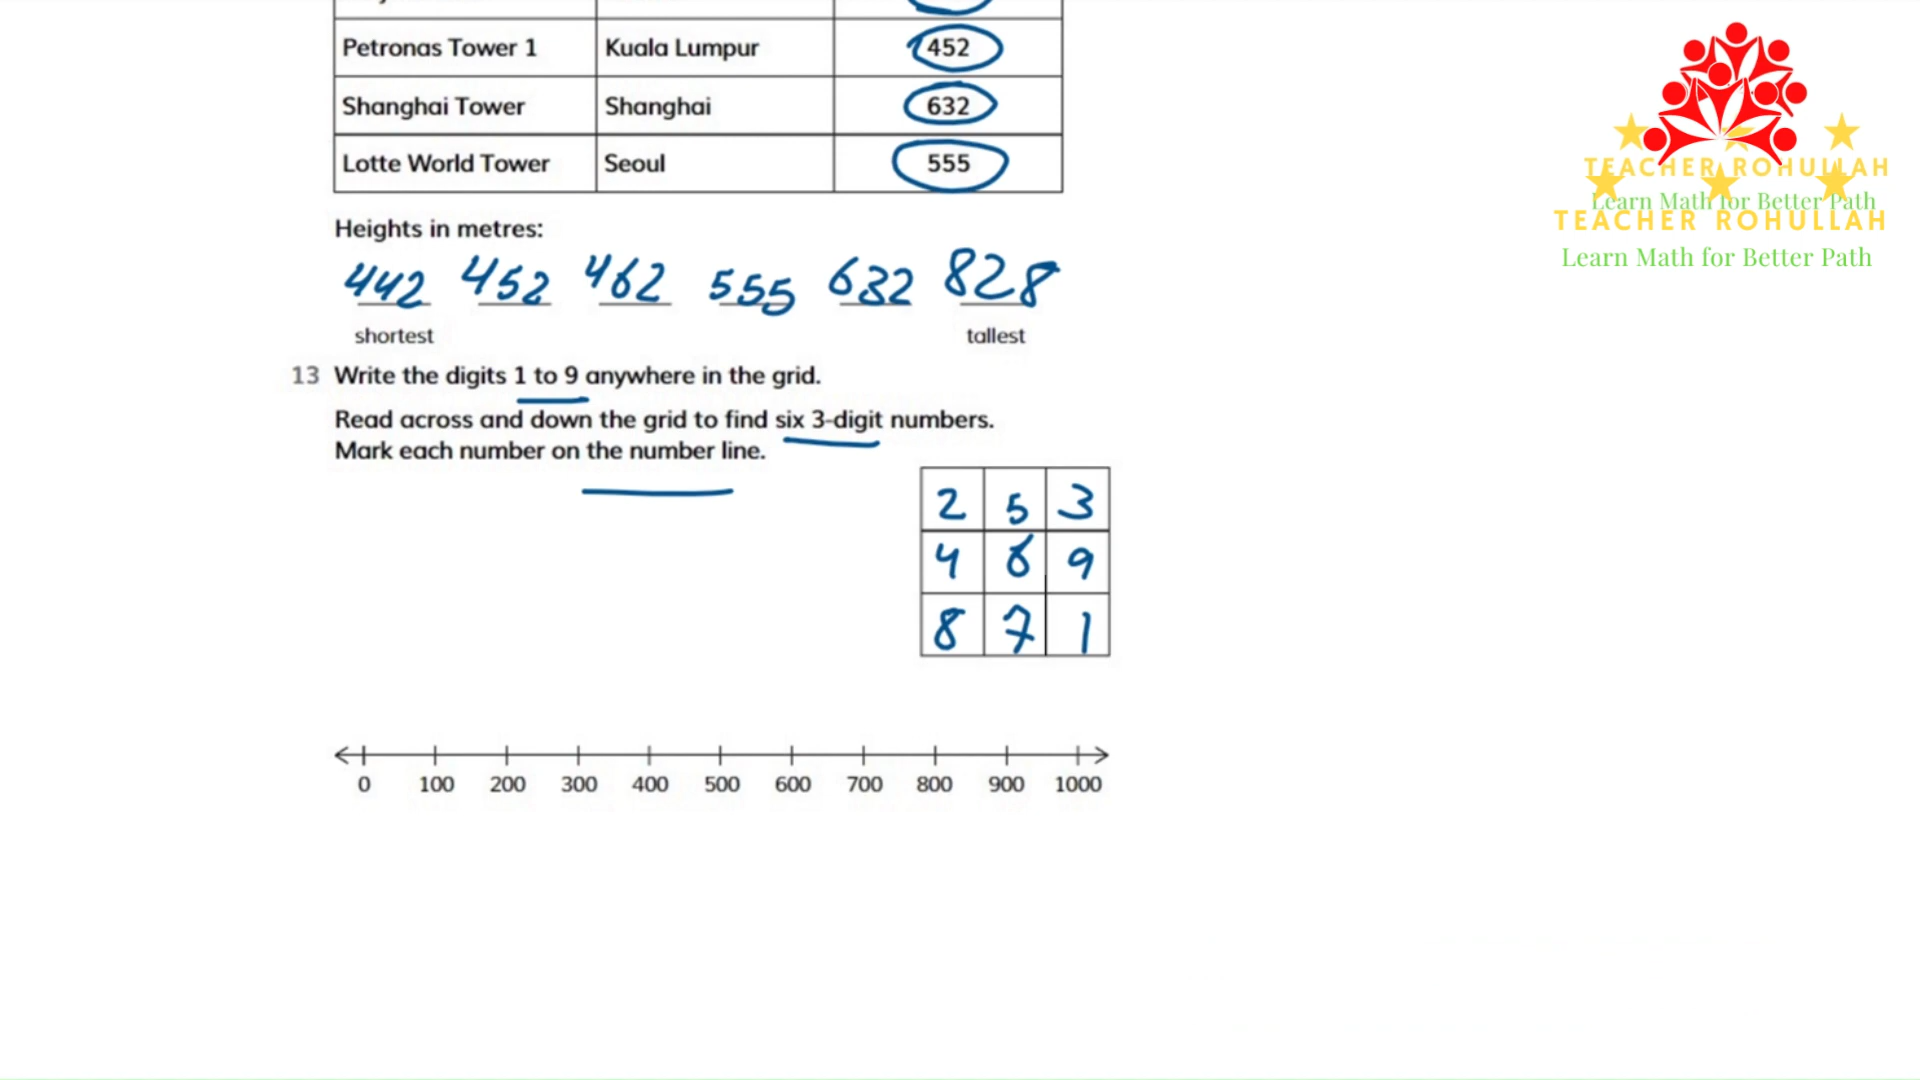 Petronas Tower 1 Kuala Lumpur 452
Shanghai Tower Shanghai 632
Lotte World Tower Seoul 555
Heights in metres:
442 452 462 555 632 828
shortest tallest
13 Write the digits 1 to 9 anywhere in the grid.
Read across and down the grid to find six 3-digit numbers.
Mark each number on the number line.
2 5 3
4 6 9
8 7 1
0 100 200 300 400 500 600 700 800 900 1000
TEACHER ROHULLAH
Learn Math for Better Path
TEACHER ROHULLAH
Learn Math for Better Path